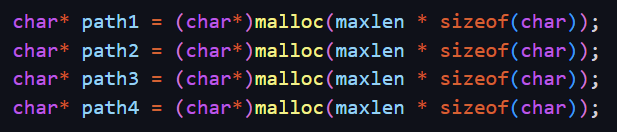 char* path1 = (char*)malloc(maxlen * sizeof(char));
char* path2 = (char*)malloc(maxlen * sizeof(char));
char* path3 = (char*)malloc(maxlen * sizeof(char));
char* path4 = (char*)malloc(maxlen * sizeof(char));